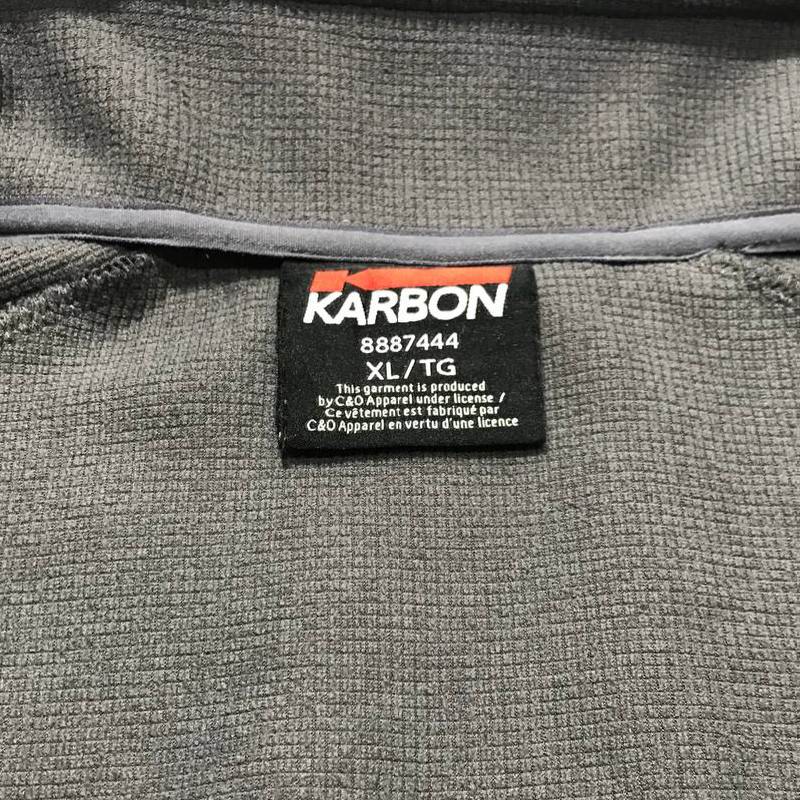 KARBON
8887444
XL/TG
This garment is produced
by C&O Apparel under license /
Ce vêtement est fabriqué par
C&O Apparel en vertu d'une licence